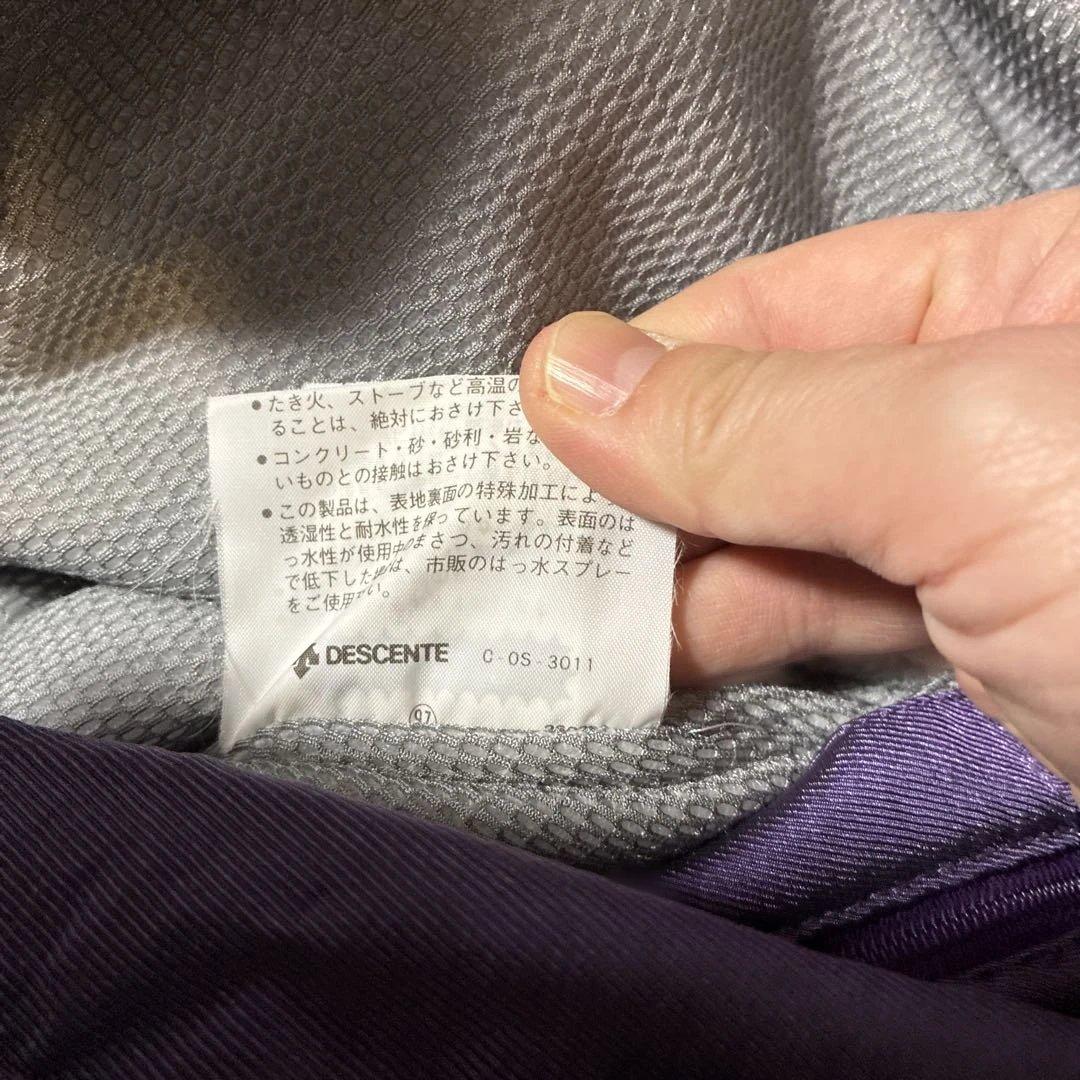 •たき火、ストーブなど高温の
ることは、絶対におさけ下さ
•コンクリート・砂・砂利・岩な
いものとの接触はおさけ下さい。
•この製品は、表地裏面の特殊加工によ
透湿性と耐水性を保っています。表面のは
っ水性が使用中のまさつ、汚れの付着など
で低下した は、市販のはっ水スプレー
をご使用 い。
DESCENTE C-OS-3011
97